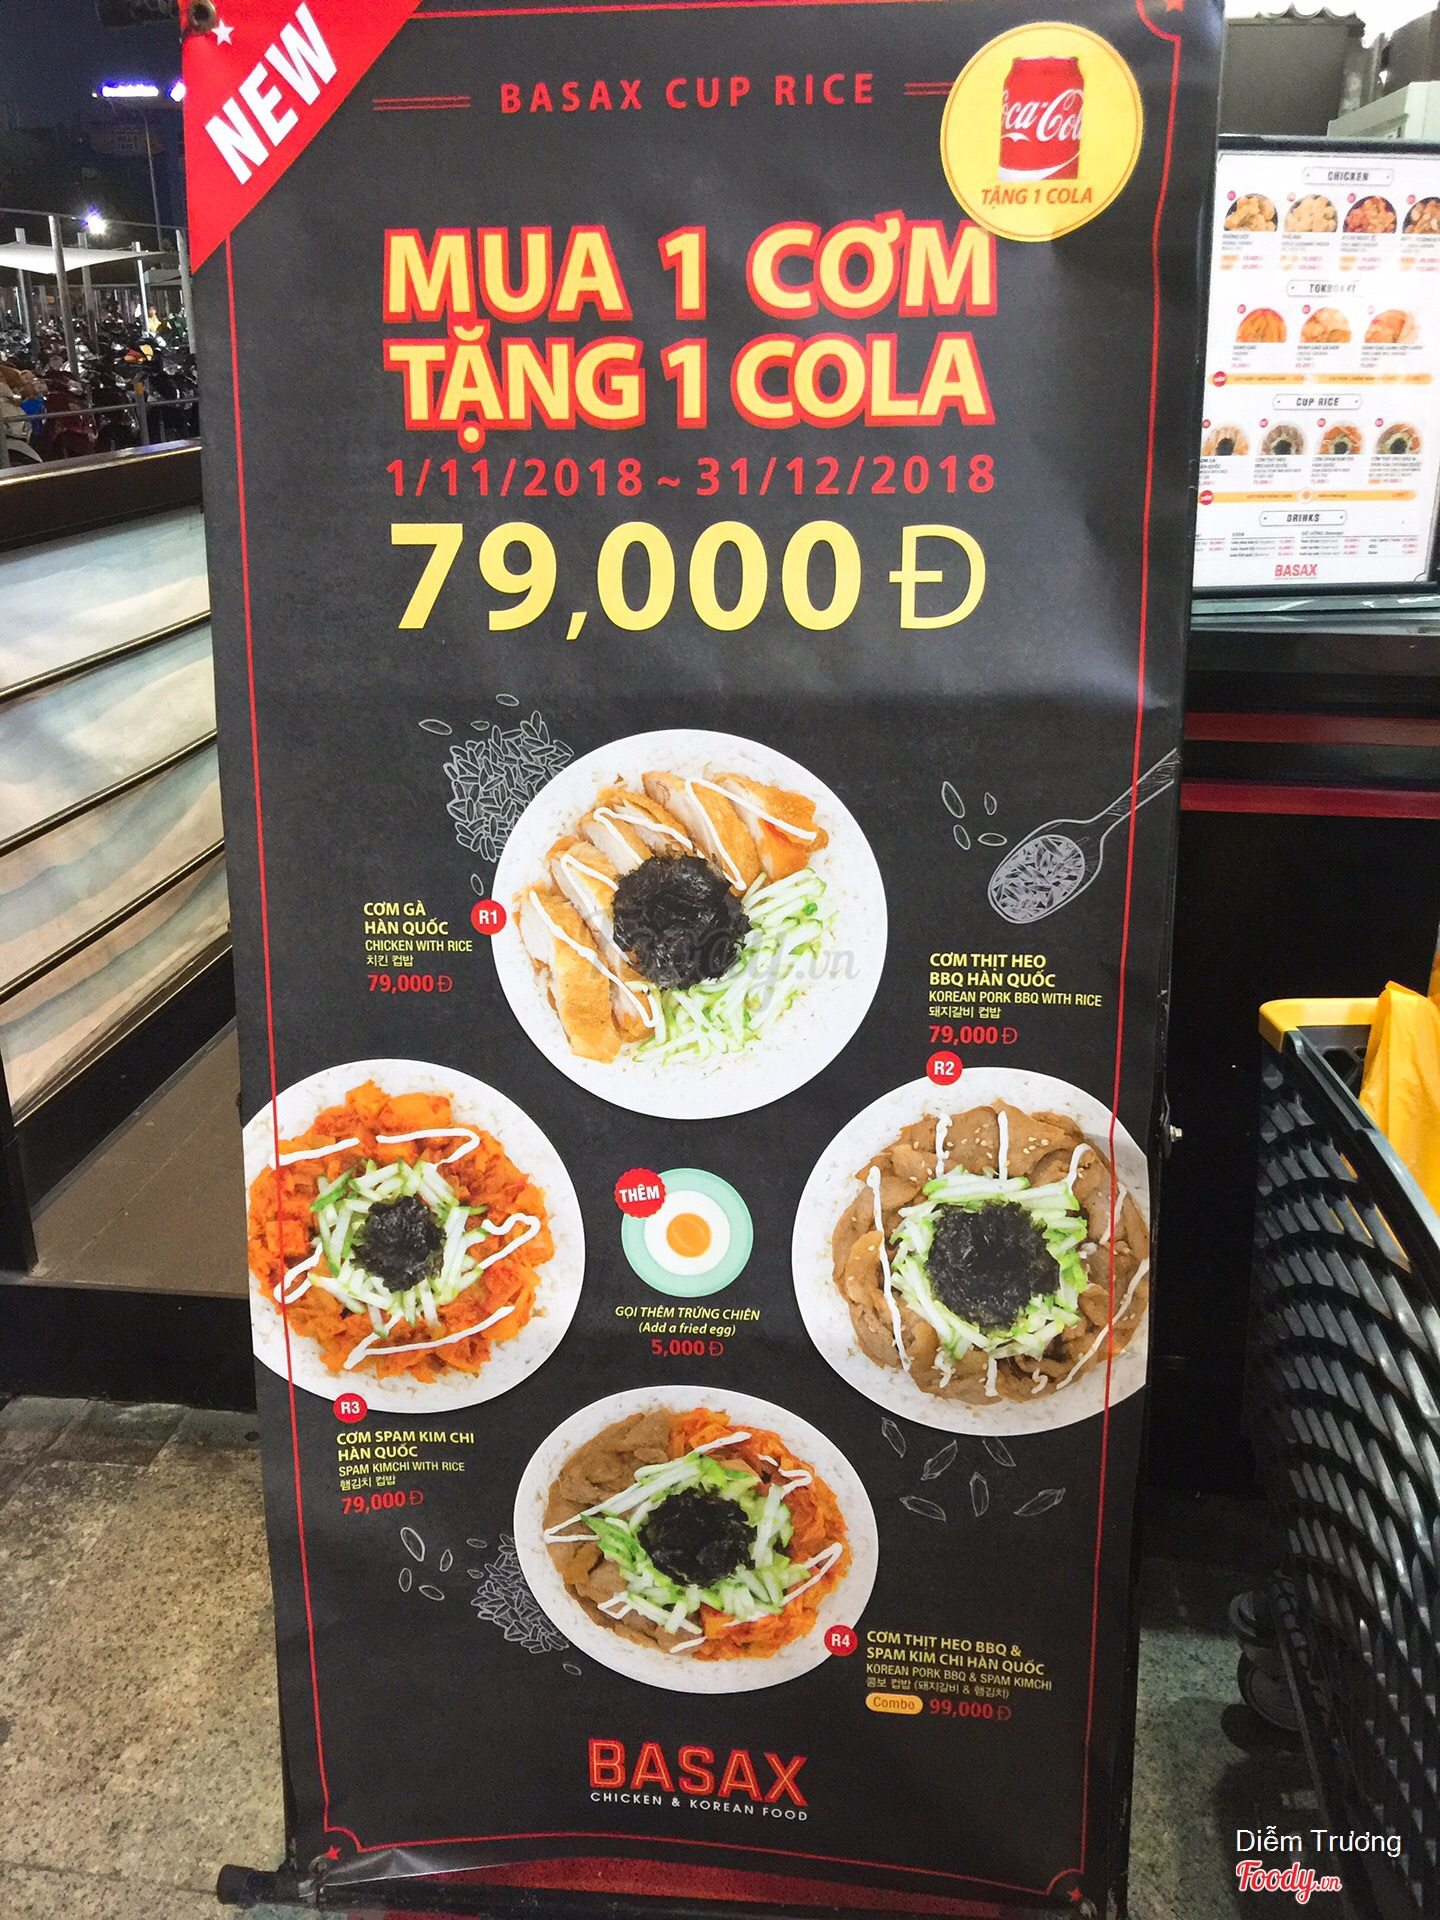 NEW
BASAX CUP RICE
Coca-Cola
TẶNG 1 COLA
MUA 1 CƠM
TẶNG 1 COLA
1/11/2018 ~ 31/12/2018
79,000 Đ
CƠM GÀ
HÀN QUỐC
CHICKEN WITH RICE
치킨 컵밥
79,000 Đ
R1
CƠM THỊT HEO
BBQ HÀN QUỐC
KOREAN PORK BBQ WITH RICE
돼지갈비 컵밥
79,000 Đ
R2
THÊM
GỌI THÊM TRỨNG CHIÊN
(Add a fried egg)
5,000 Đ
R3
CƠM SPAM KIM CHI
HÀN QUỐC
SPAM KIMCHI WITH RICE
햄김치 컵밥
79,000 Đ
R4
CƠM THỊT HEO BBQ &
SPAM KIM CHI HÀN QUỐC
KOREAN PORK BBQ & SPAM KIMCHI
콤보 컵밥 (돼지갈비 & 햄김치)
Combo 99,000 Đ
BASAX
CHICKEN & KOREAN FOOD
CHICKEN
TOKBOKKI
CUP RICE
DRINKS
BASAX
Foody.vn
Diễm Trương
Foody.vn